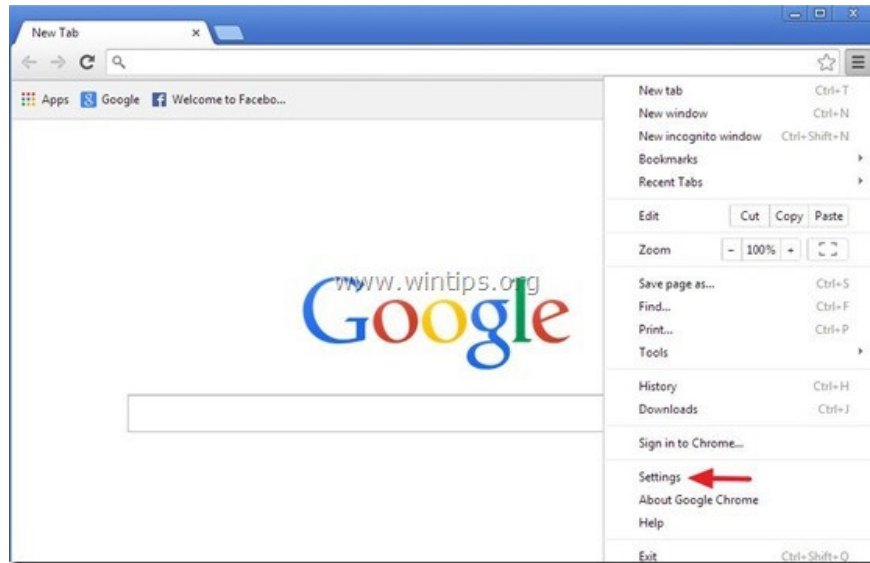 New Tab
Apps Google Welcome to Facebo...
New tab Ctrl+T
New window Ctrl+N
New incognito window Ctrl+Shift+N
Bookmarks
Recent Tabs
Edit Cut Copy Paste
Zoom - 100% +
Save page as... Ctrl+S
Find... Ctrl+F
Print... Ctrl+P
Tools
History Ctrl+H
Downloads Ctrl+J
Sign in to Chrome...
Settings
About Google Chrome
Help
Exit Ctrl+Shift+Q
www.wintips.org
Google